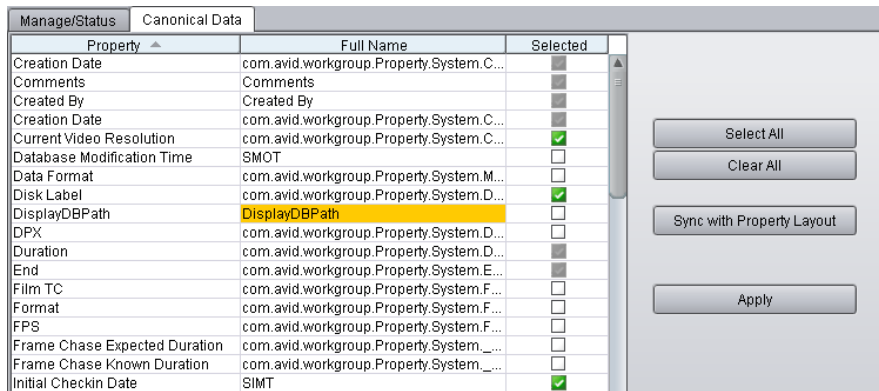 Manage/Status Canonical Data
Property Full Name Selected
Creation Date com.avid.workgroup.Property.System.C...
Comments Comments
Created By Created By
Creation Date com.avid.workgroup.Property.System.C...
Current Video Resolution com.avid.workgroup.Property.System.C...
Database Modification Time SMOT
Data Format com.avid.workgroup.Property.System.M...
Disk Label com.avid.workgroup.Property.System.D...
DisplayDBPath DisplayDBPath
DPX com.avid.workgroup.Property.System.D...
Duration com.avid.workgroup.Property.System.D...
End com.avid.workgroup.Property.System.E...
Film TC com.avid.workgroup.Property.System.F...
Format com.avid.workgroup.Property.System.F...
FPS com.avid.workgroup.Property.System.F...
Frame Chase Expected Duration com.avid.workgroup.Property.System._...
Frame Chase Known Duration com.avid.workgroup.Property.System._...
Initial Checkin Date SIMT
Select All
Clear All
Sync with Property Layout
Apply